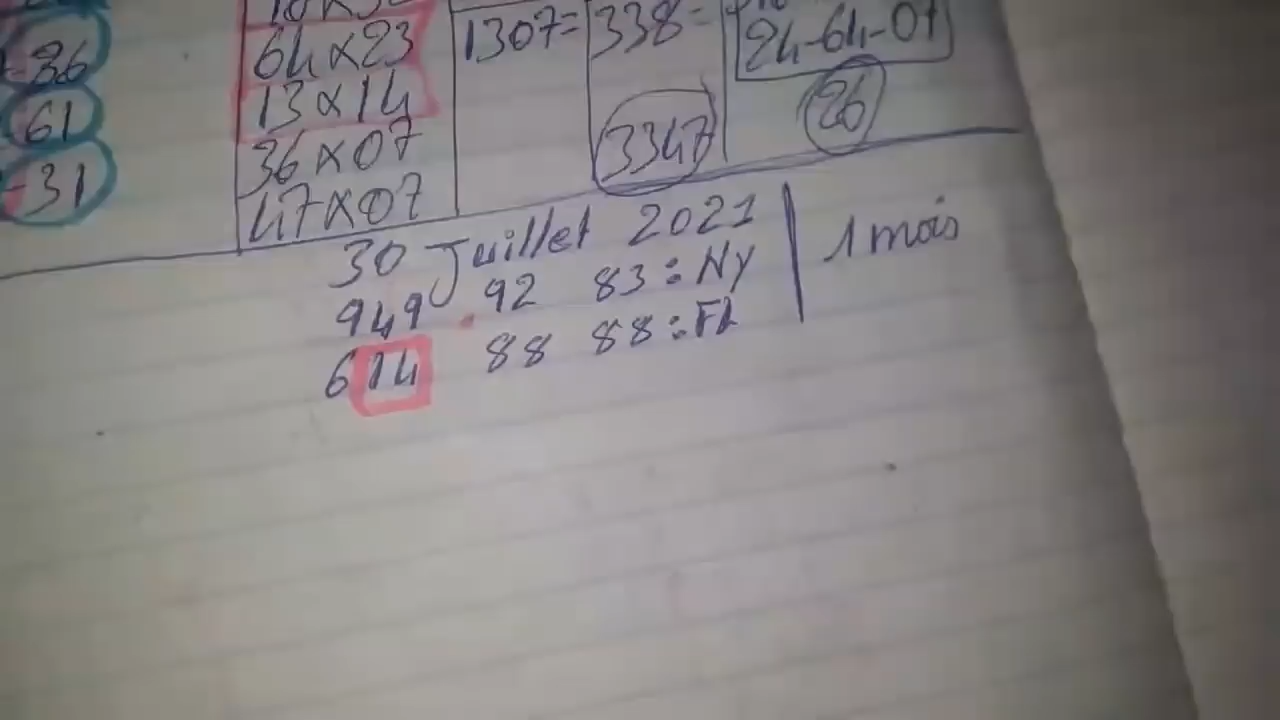 64x23 1307= 338= 24-64-07
-86
13x14 26
61
36x07 3347
-31
47x07
30 Juillet 2021 1 mois
949 . 92 83 : NY
614 88 88 : FL